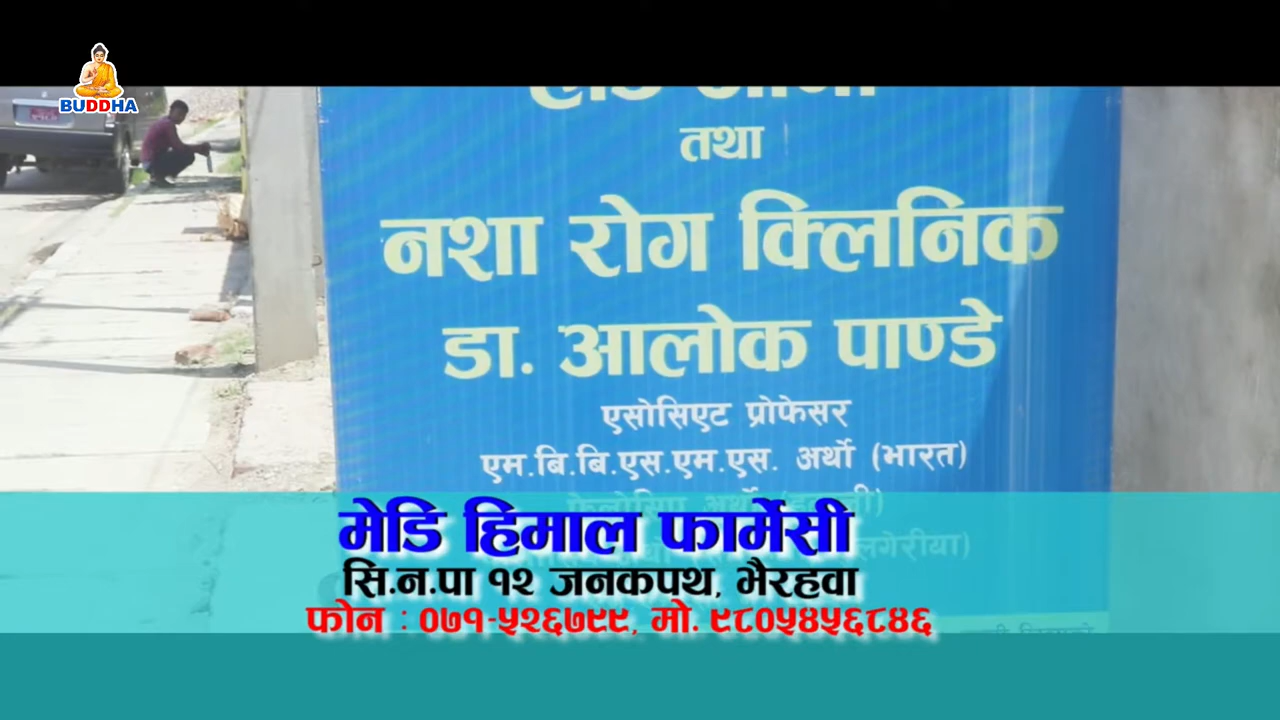 BUDDHA
तथा
नशा रोग क्लिनिक
डा. आलोक पाण्डे
एसोसिएट प्रोफेसर
एम.बि.बि.एस.एम.एस. अर्थो (भारत)
मेडि हिमाल फार्मेसी
सि.न.पा १२ जनकपथ, भैरहवा
फोन : ०७१-५२६७९९, मो. ९८०५४५६८४६